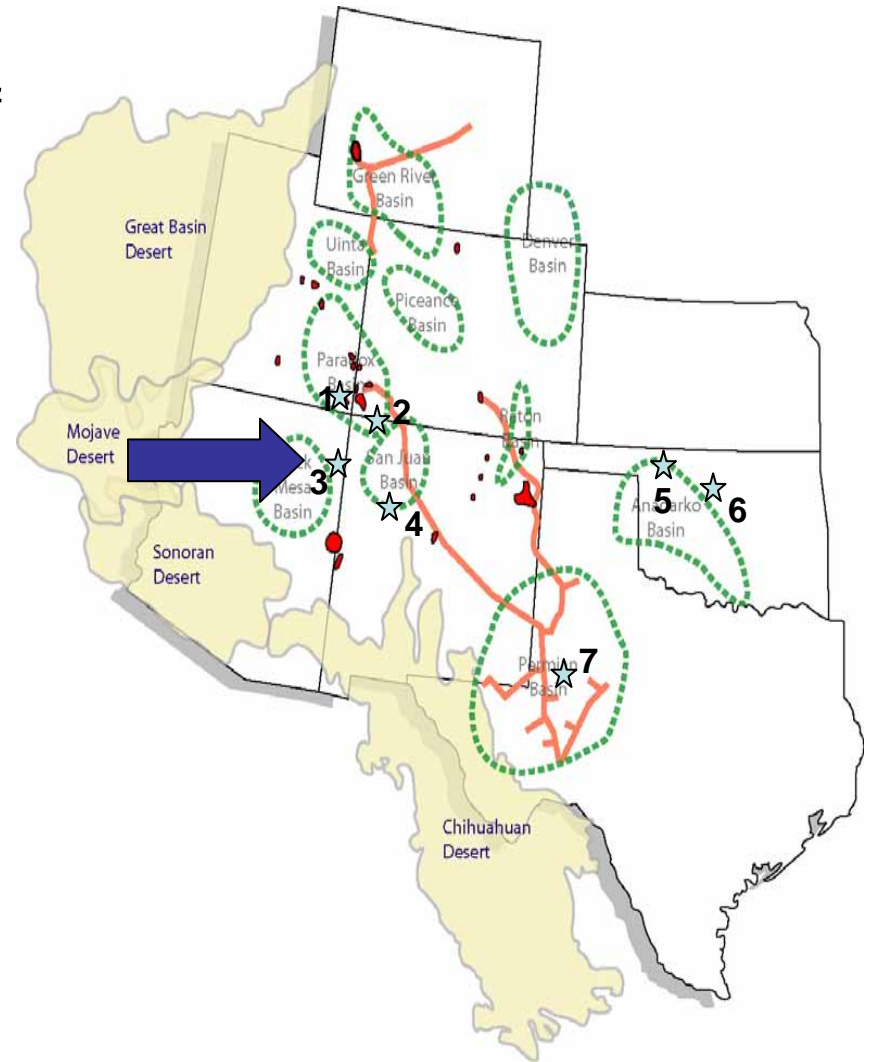 Green River
Basin
Great Basin
Desert
Uinta
Basin
Denver
Basin
Piceance
Basin
Paradox
Basin
1
2
Mojave
Desert
Raton
Basin
San Juan
Basin
3
Mesa
Basin
4
5
6
Anadarko
Basin
Sonoran
Desert
7
Permian
Basin
Chihuahuan
Desert